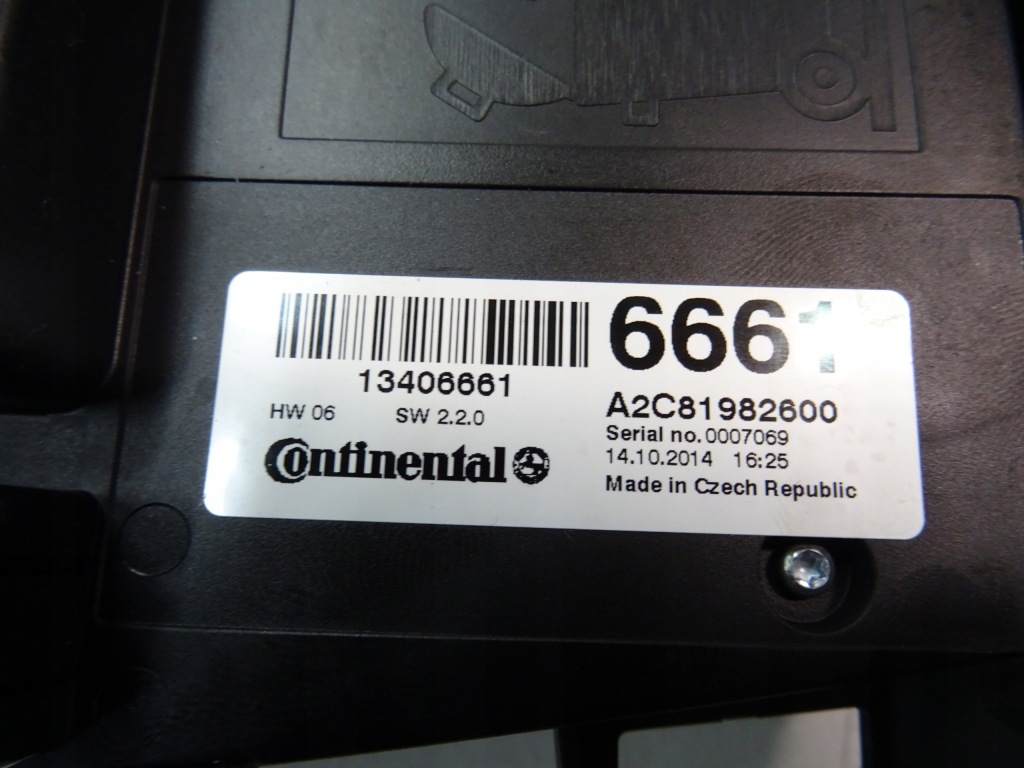 13406661
HW 06 SW 2.2.0
Continental
6661
A2C81982600
Serial no.0007069
14.10.2014 16:25
Made in Czech Republic